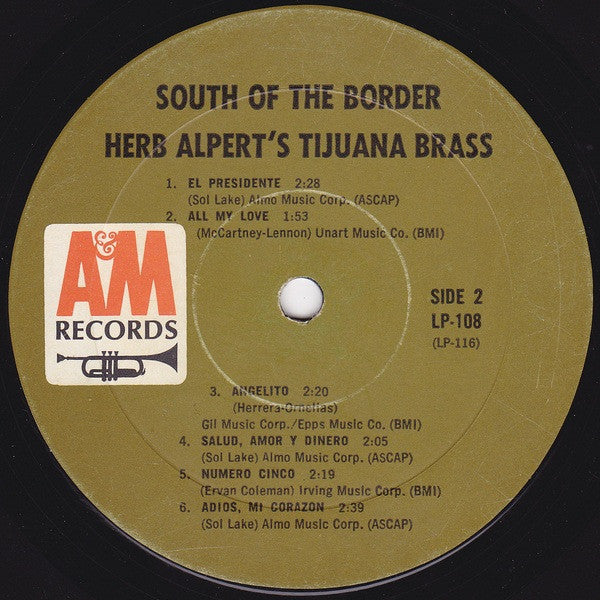 SOUTH OF THE BORDER
HERB ALPERT'S TIJUANA BRASS
1. EL PRESIDENTE 2:28
(Sol Lake) Almo Music Corp. (ASCAP)
2. ALL MY LOVE 1:53
(McCartney-Lennon) Unart Music Co. (BMI)
A&M
RECORDS
SIDE 2
LP-108
(LP-116)
3. ANGELITO 2:20
(Herrera-Ornelias)
Gil Music Corp./Epps Music Co. (BMI)
4. SALUD, AMOR Y DINERO 2:05
(Sol Lake) Almo Music Corp. (ASCAP)
5. NUMERO CINCO 2:19
(Ervan Coleman) Irving Music Corp. (BMI)
6. ADIOS, MI CORAZON 2:39
(Sol Lake) Almo Music Corp. (ASCAP)